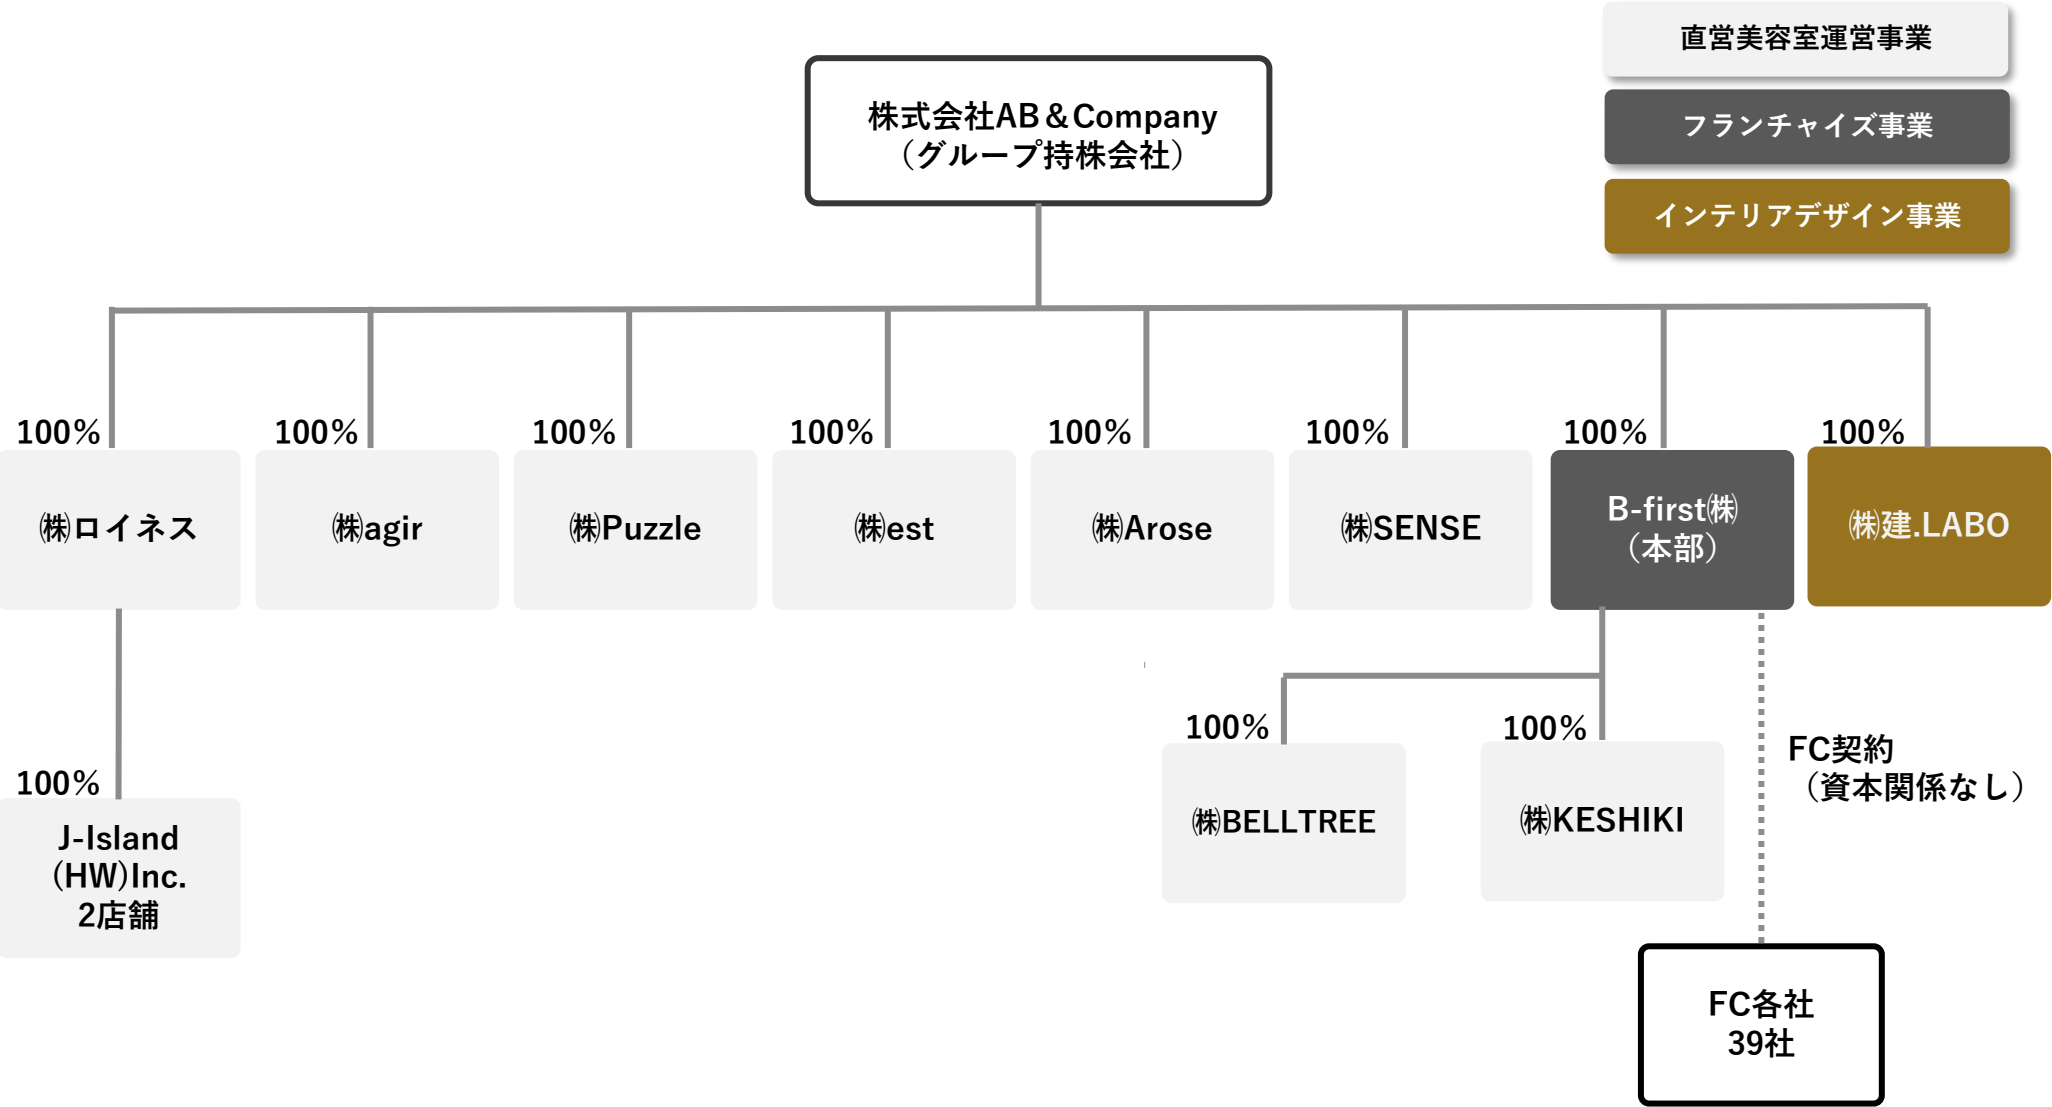 直営美容室運営事業
フランチャイズ事業
インテリアデザイン事業
株式会社AB＆Company
（グループ持株会社）
100%
100%
100%
100%
100%
100%
100%
100%
㈱ロイネス
㈱agir
㈱Puzzle
㈱est
㈱Arose
㈱SENSE
B-first㈱
（本部）
㈱建.LABO
100%
100%
100%
FC契約
（資本関係なし）
㈱BELLTREE
㈱KESHIKI
J-Island
(HW)Inc.
2店舗
FC各社
39社